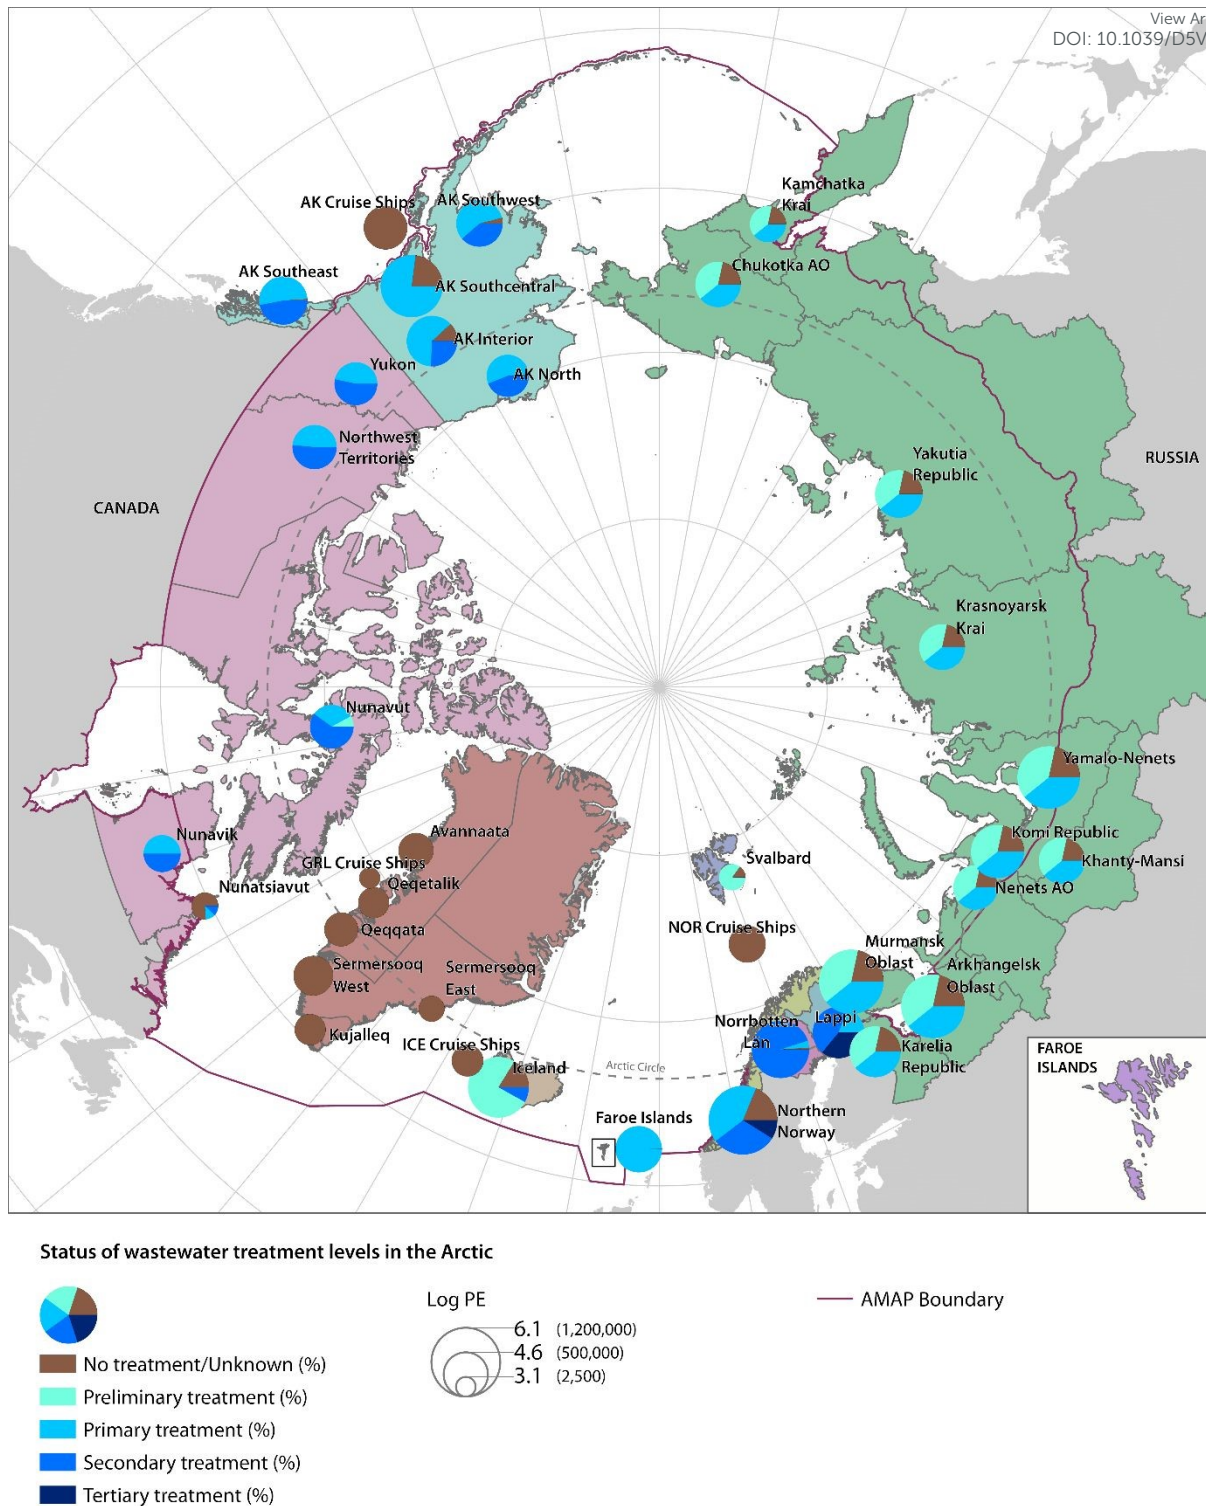 View Ar
DOI: 10.1039/D5V
Kamchatka
Krai
AK Cruise Ships
AK Southwest
Chukotka AO
AK Southeast
AK Southcentral
AK Interior
Yukon
AK North
Northwest
Territories
Yakutia
Republic
RUSSIA
CANADA
Krasnoyarsk
Krai
Nunavut
Yamalo-Nenets
Avannaata
Komi Republic
Nunavik
GRL Cruise Ships
Svalbard
Khanty-Mansi
Qeqetalik
Nunatsiavut
Nenets AO
Qeqqata
NOR Cruise Ships
Murmansk
Oblast
Sermersooq
West
Sermersooq
East
Arkhangelsk
Oblast
Norrbotten
Län
Lappi
Kujalleq
ICE Cruise Ships
Karelia
Republic
Iceland
Arctic Circle
FAROE
ISLANDS
Faroe Islands
Northern
Norway
Status of wastewater treatment levels in the Arctic
No treatment/Unknown (%)
Preliminary treatment (%)
Primary treatment (%)
Secondary treatment (%)
Tertiary treatment (%)
Log PE
6.1 (1,200,000)
4.6 (500,000)
3.1 (2,500)
AMAP Boundary